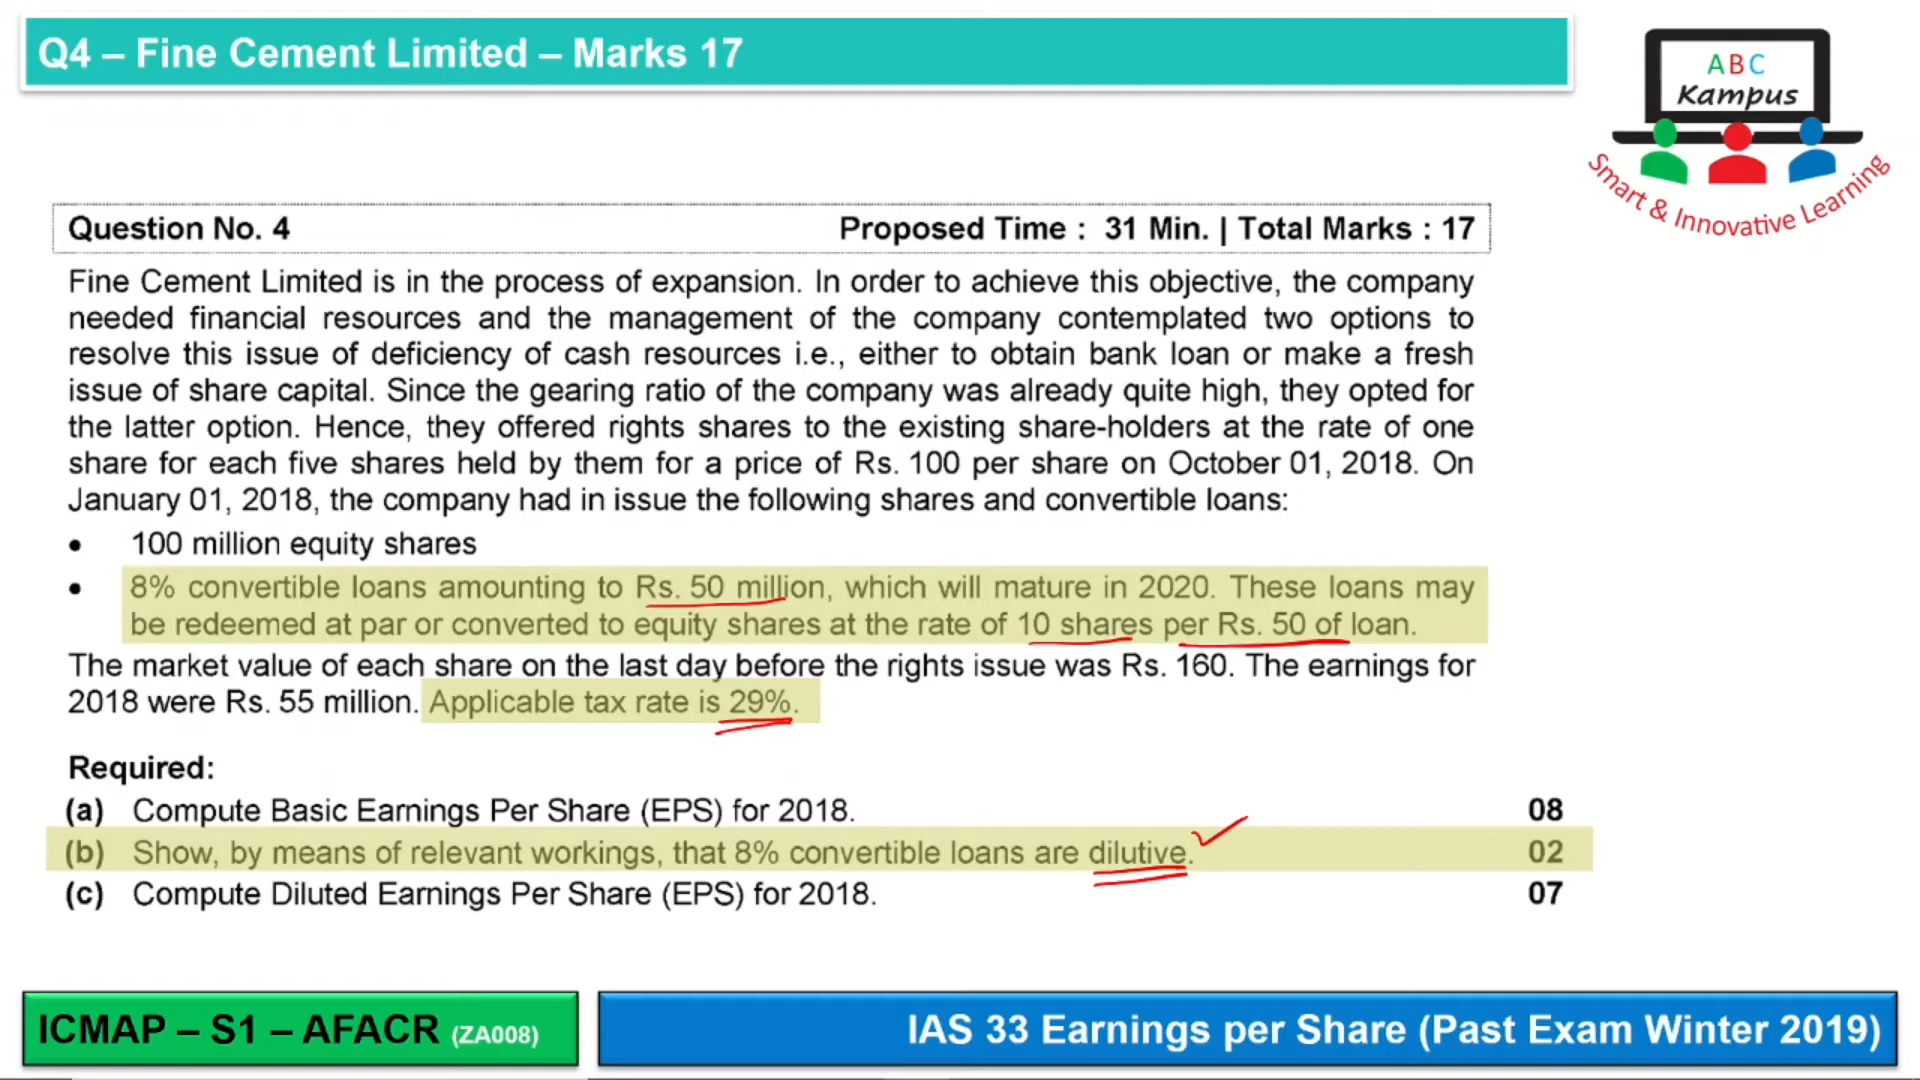 Q4 – Fine Cement Limited – Marks 17
ABC
Kampus
Smart & Innovative Learning
Question No. 4 Proposed Time : 31 Min. | Total Marks : 17
Fine Cement Limited is in the process of expansion. In order to achieve this objective, the company
needed financial resources and the management of the company contemplated two options to
resolve this issue of deficiency of cash resources i.e., either to obtain bank loan or make a fresh
issue of share capital. Since the gearing ratio of the company was already quite high, they opted for
the latter option. Hence, they offered rights shares to the existing share-holders at the rate of one
share for each five shares held by them for a price of Rs. 100 per share on October 01, 2018. On
January 01, 2018, the company had in issue the following shares and convertible loans:
• 100 million equity shares
• 8% convertible loans amounting to Rs. 50 million, which will mature in 2020. These loans may
be redeemed at par or converted to equity shares at the rate of 10 shares per Rs. 50 of loan.
The market value of each share on the last day before the rights issue was Rs. 160. The earnings for
2018 were Rs. 55 million. Applicable tax rate is 29%.
Required:
(a) Compute Basic Earnings Per Share (EPS) for 2018. 08
(b) Show, by means of relevant workings, that 8% convertible loans are dilutive. 02
(c) Compute Diluted Earnings Per Share (EPS) for 2018. 07
ICMAP – S1 – AFACR (ZA008)
IAS 33 Earnings per Share (Past Exam Winter 2019)